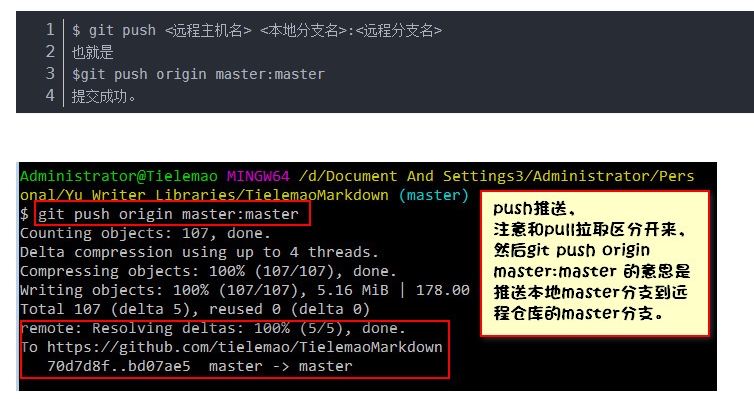 1 $ git push <远程主机名> <本地分支名>:<远程分支名>
2 也就是
3 $git push origin master:master
4 提交成功。
Administrator@Tielemao MINGW64 /d/Document And Settings3/Administrator/Pers
onal/Yu Writer Libraries/TielemaoMarkdown (master)
$ git push origin master:master
Counting objects: 107, done.
Delta compression using up to 4 threads.
Compressing objects: 100% (107/107), done.
Writing objects: 100% (107/107), 5.16 MiB | 178.00
Total 107 (delta 5), reused 0 (delta 0)
remote: Resolving deltas: 100% (5/5), done.
To https://github.com/tielemao/TielemaoMarkdown
70d7d8f..bd07ae5 master -> master
push推送,
注意和pull拉取区分开来,
然后git push origin
master:master 的意思是
推送本地master分支到远
程仓库的master分支。